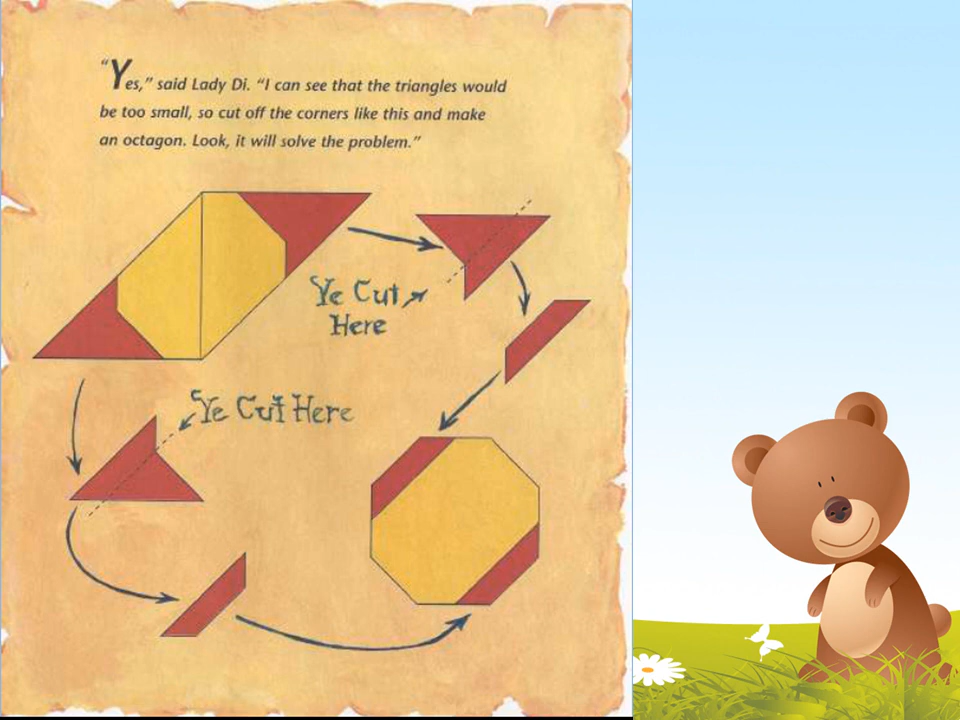 “Yes,” said Lady Di. “I can see that the triangles would
be too small, so cut off the corners like this and make
an octagon. Look, it will solve the problem.”
Ye Cut
Here
Ye Cut Here